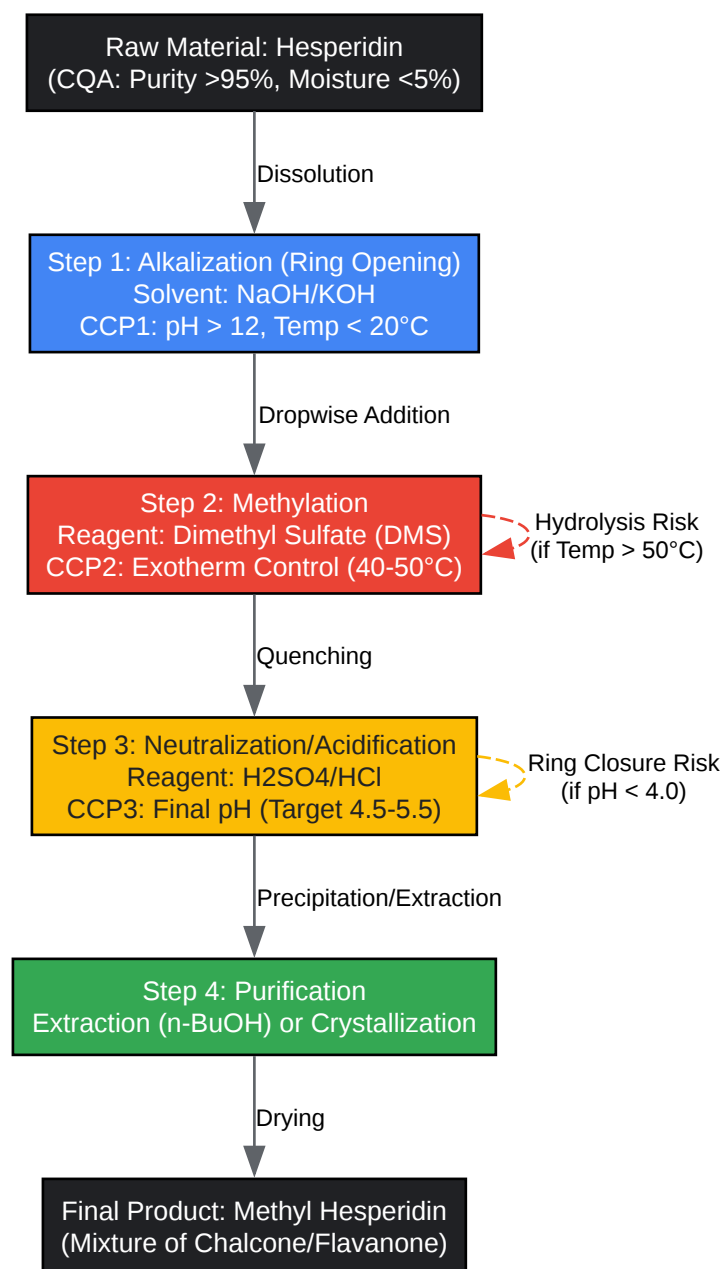 Raw Material: Hesperidin
(CQA: Purity >95%, Moisture <5%)
Dissolution
Step 1: Alkalization (Ring Opening)
Solvent: NaOH/KOH
CCP1: pH > 12, Temp < 20°C
Dropwise Addition
Step 2: Methylation
Reagent: Dimethyl Sulfate (DMS)
CCP2: Exotherm Control (40-50°C)
Hydrolysis Risk
(if Temp > 50°C)
Quenching
Step 3: Neutralization/Acidification
Reagent: H2SO4/HCl
CCP3: Final pH (Target 4.5-5.5)
Ring Closure Risk
(if pH < 4.0)
Precipitation/Extraction
Step 4: Purification
Extraction (n-BuOH) or Crystallization
Drying
Final Product: Methyl Hesperidin
(Mixture of Chalcone/Flavanone)